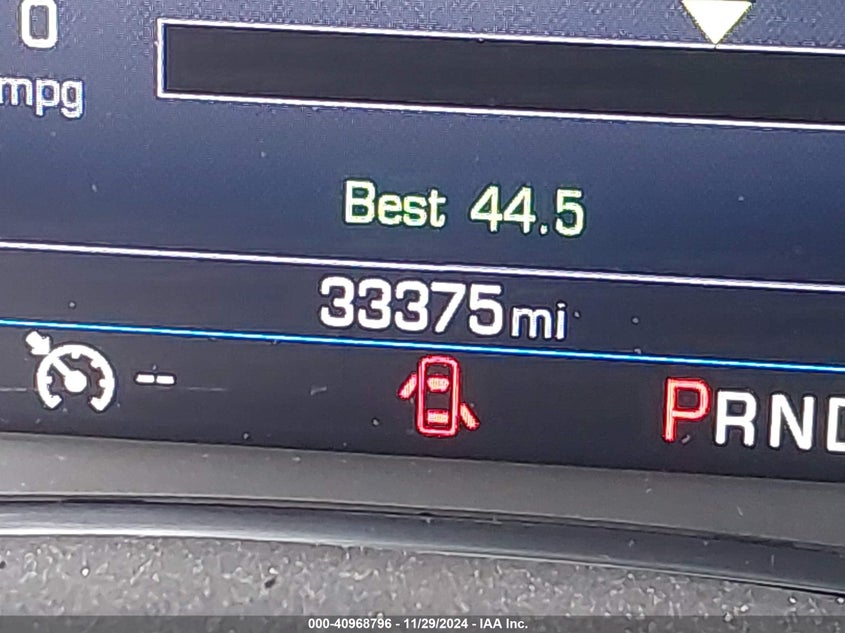 0
mpg
Best 44.5
33375mi
--
PRND
000-40968796 - 11/29/2024 - IAA Inc.